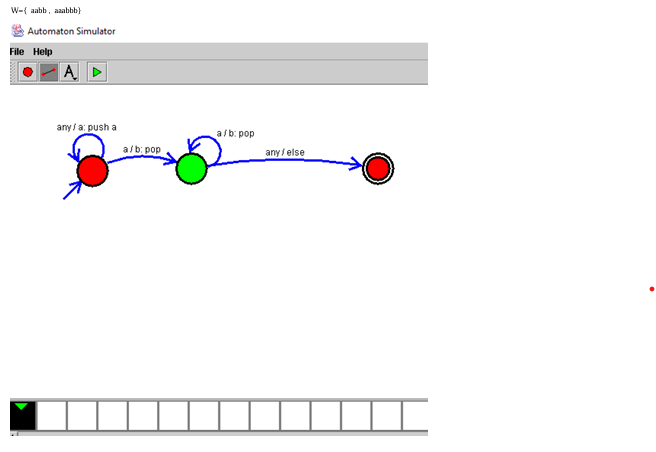 W={ aabb , aaabbb}
Automaton Simulator
File Help
A
any / a: push a
a / b: pop
a / b: pop
any / else